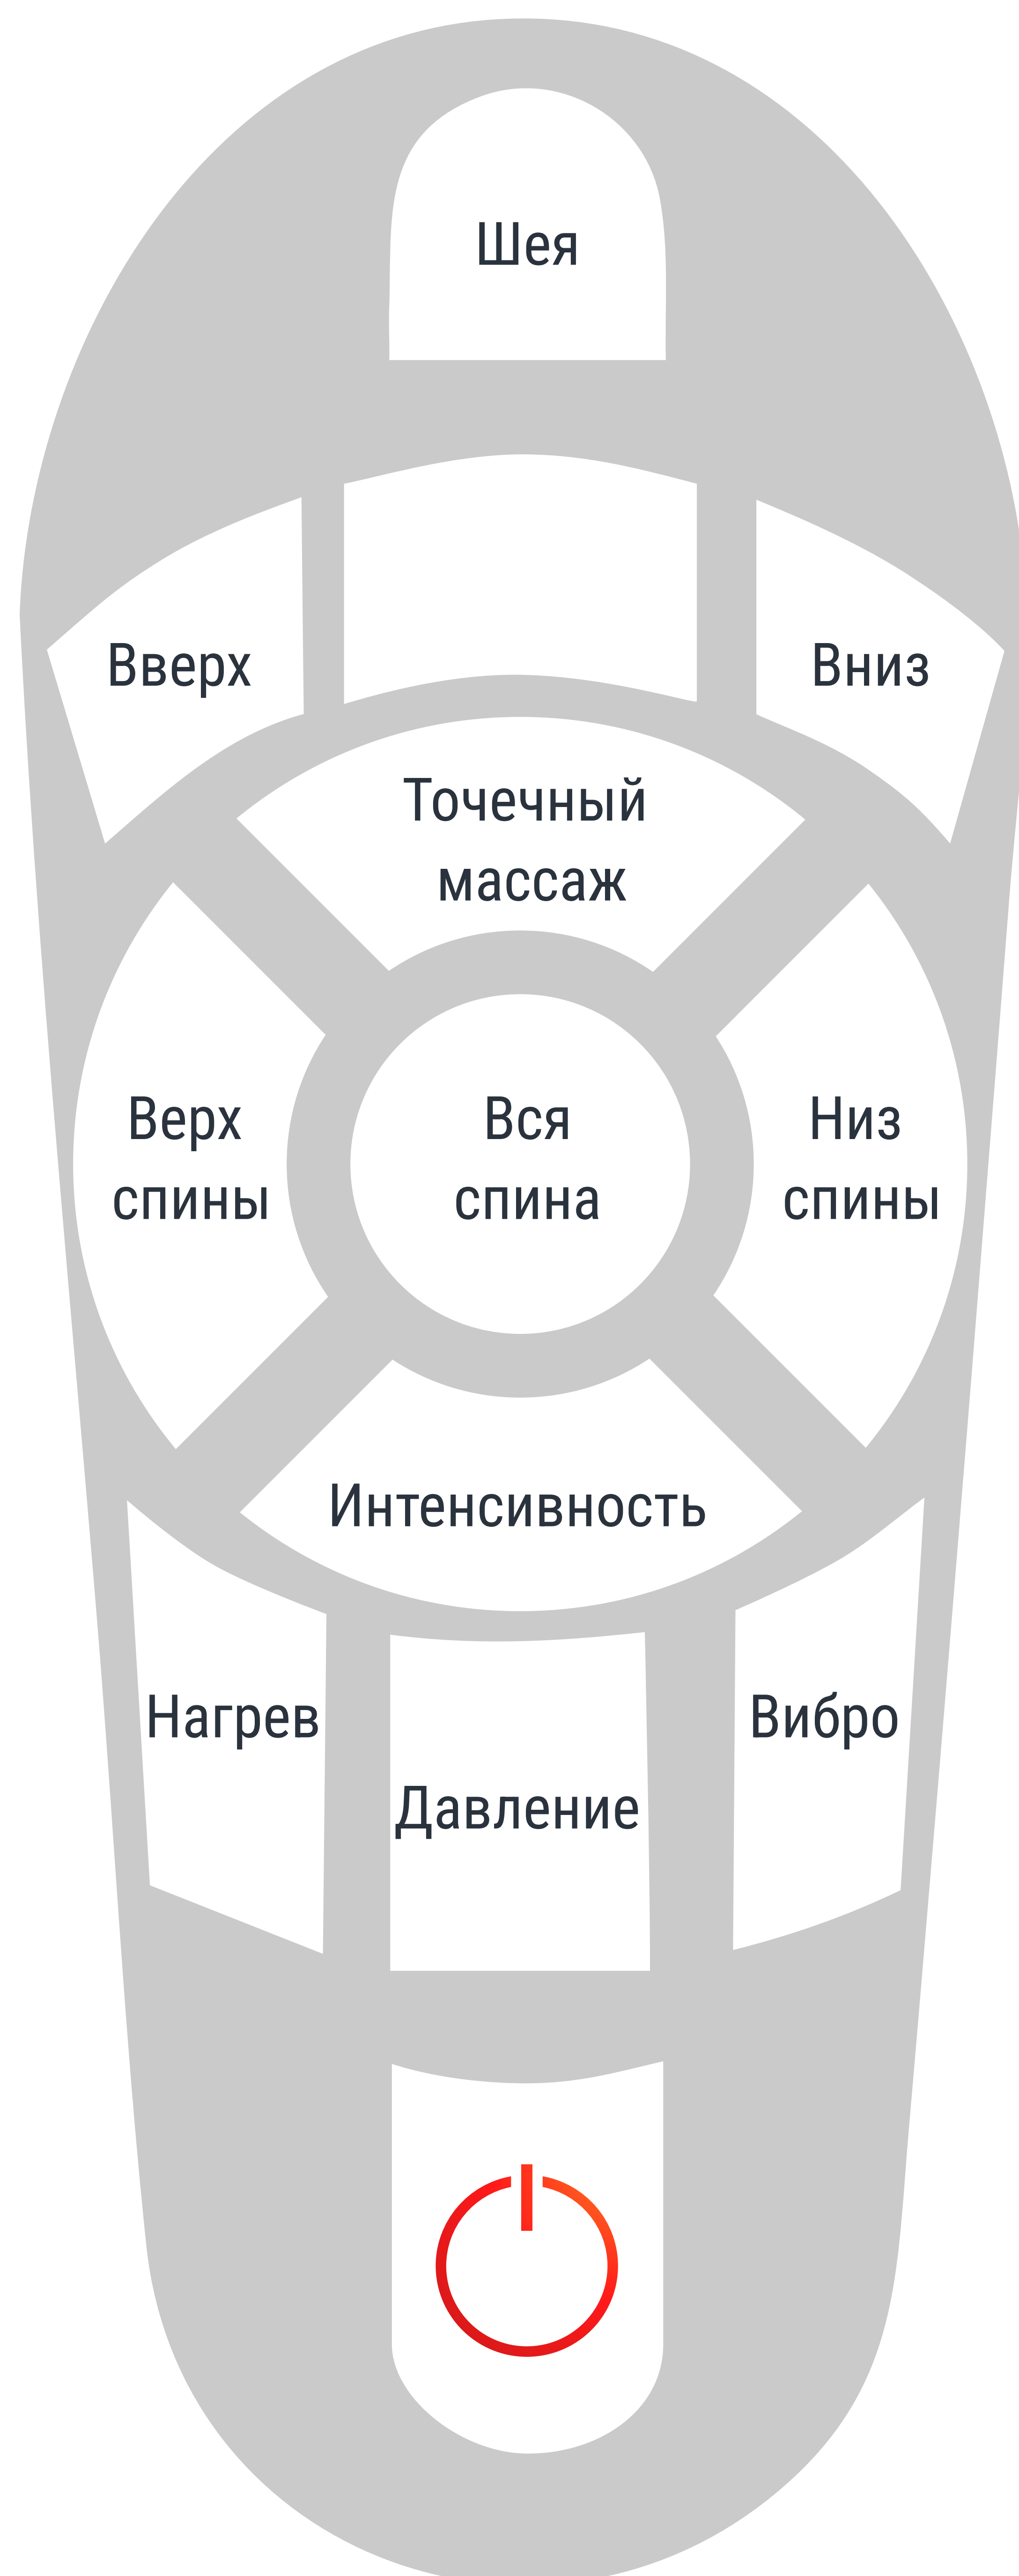 Шея
Вверх
Вниз
Точечный
массаж
Верх
спины
Вся
спина
Низ
спины
Интенсивность
Нагрев
Давление
Вибро